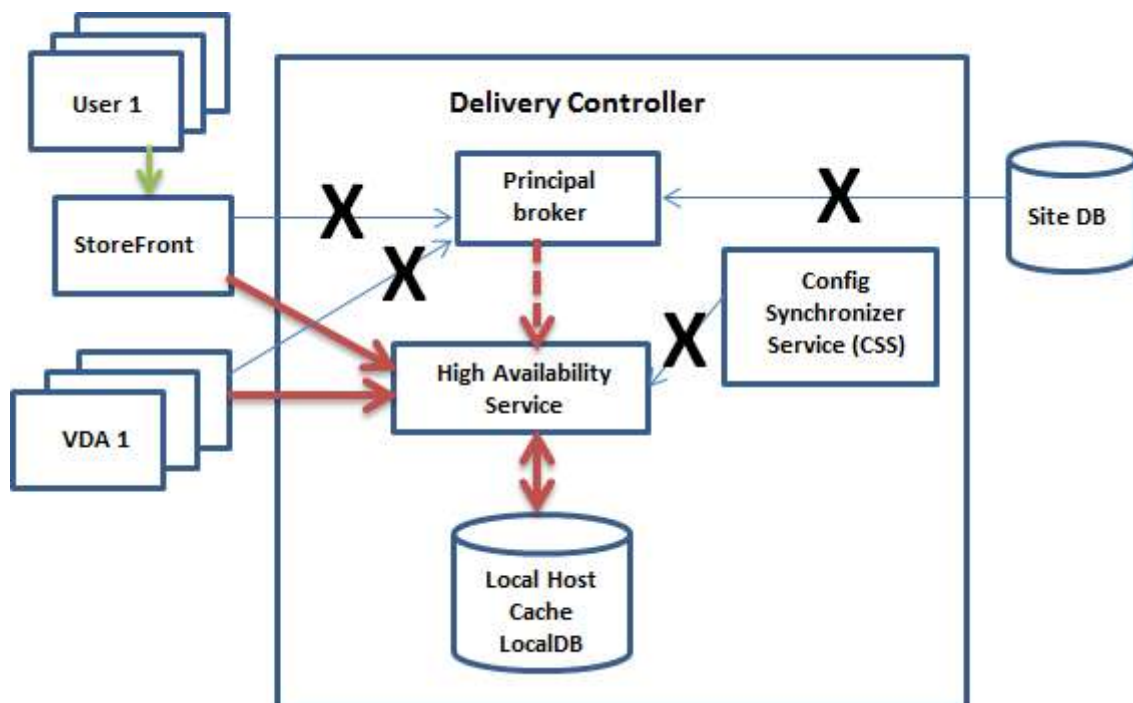 User 1
Delivery Controller
Principal
broker
X
X
Site DB
StoreFront
X
Config
Synchronizer
Service (CSS)
X
High Availability
Service
VDA 1
Local Host
Cache
LocalDB